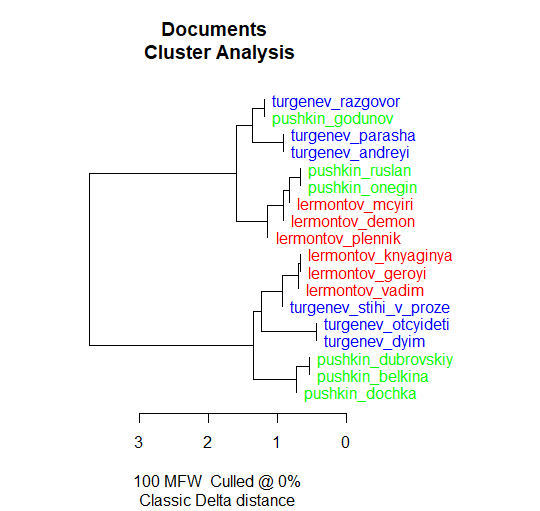 Documents
Cluster Analysis
turgenev_razgovor
pushkin_godunov
turgenev_parasha
turgenev_andreyi
pushkin_ruslan
pushkin_onegin
lermontov_mcyiri
lermontov_demon
lermontov_plennik
lermontov_knyaginya
lermontov_geroyi
lermontov_vadim
turgenev_stihi_v_proze
turgenev_otcyideti
turgenev_dyim
pushkin_dubrovskiy
pushkin_belkina
pushkin_dochka
3 2 1 0
100 MFW Culled @ 0%
Classic Delta distance